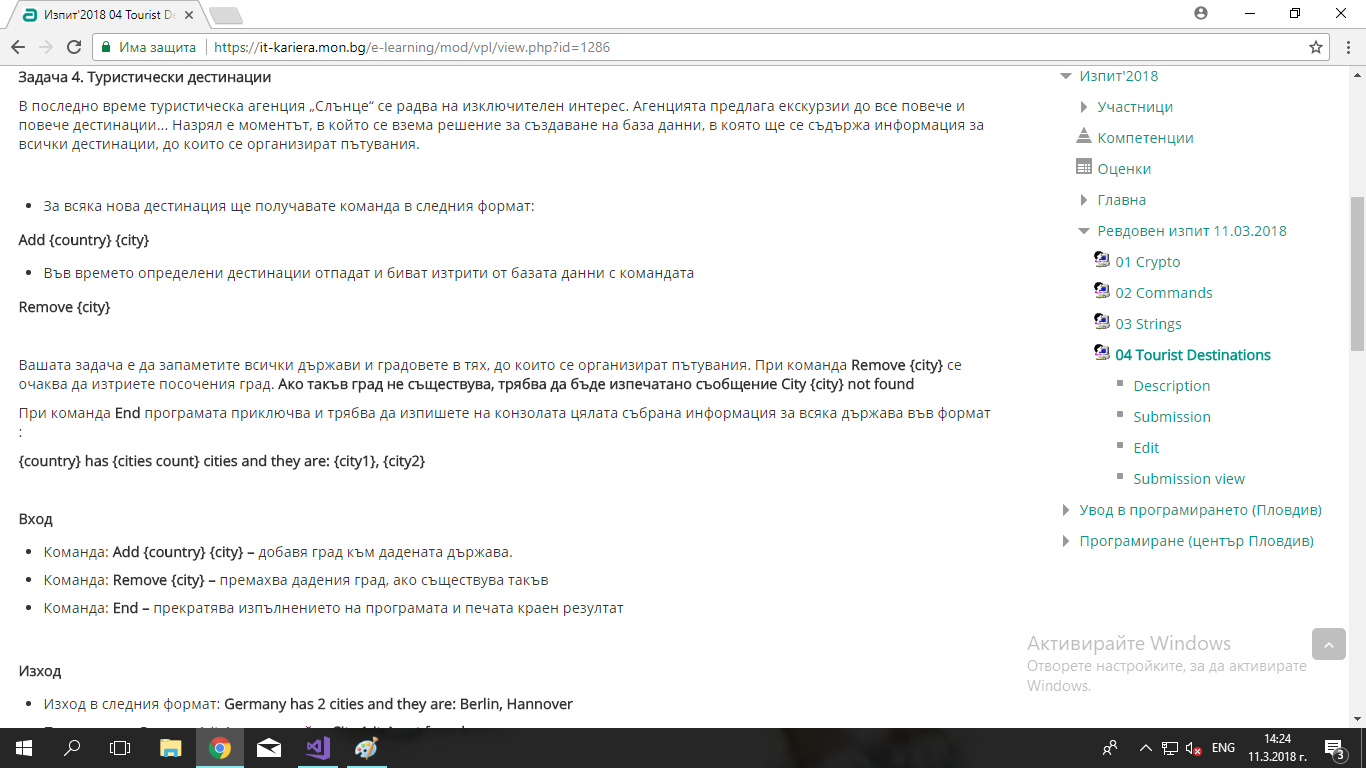 Изпит'2018 04 Tourist De
Има защита
https://it-kariera.mon.bg/e-learning/mod/vpl/view.php?id=1286
Задача 4. Туристически дестинации
В последно време туристическа агенция „Слънце“ се радва на изключителен интерес. Агенцията предлага екскурзии до все повече и
повече дестинации... Назрял е моментът, в който се взема решение за създаване на база данни, в която ще се съдържа информация за
всички дестинации, до които се организират пътувания.
• За всяка нова дестинация ще получавате команда в следния формат:
Add {country} {city}
• Във времето определени дестинации отпадат и биват изтрити от базата данни с командата
Remove {city}
Вашата задача е да запаметите всички държави и градовете в тях, до които се организират пътувания. При команда Remove {city} се
очаква да изтриете посочения град. Ако такъв град не съществува, трябва да бъде изпечатано съобщение City {city} not found
При команда End програмата приключва и трябва да изпишете на конзолата цялата събрана информация за всяка държава във формат
:
{country} has {cities count} cities and they are: {city1}, {city2}
Вход
• Команда: Add {country} {city} – добавя град към дадената държава.
• Команда: Remove {city} – премахва дадения град, ако съществува такъв
• Команда: End – прекратява изпълнението на програмата и печата краен резултат
Изход
• Изход в следния формат: Germany has 2 cities and they are: Berlin, Hannover
Изпит'2018
Участници
Компетенции
Оценки
Главна
Ревдовен изпит 11.03.2018
01 Crypto
02 Commands
03 Strings
04 Tourist Destinations
Description
Submission
Edit
Submission view
Увод в програмирането (Пловдив)
Програмиране (център Пловдив)
Активирайте Windows
Отворете настройките, за да активирате
Windows.
ENG
14:24
11.3.2018 г.
3